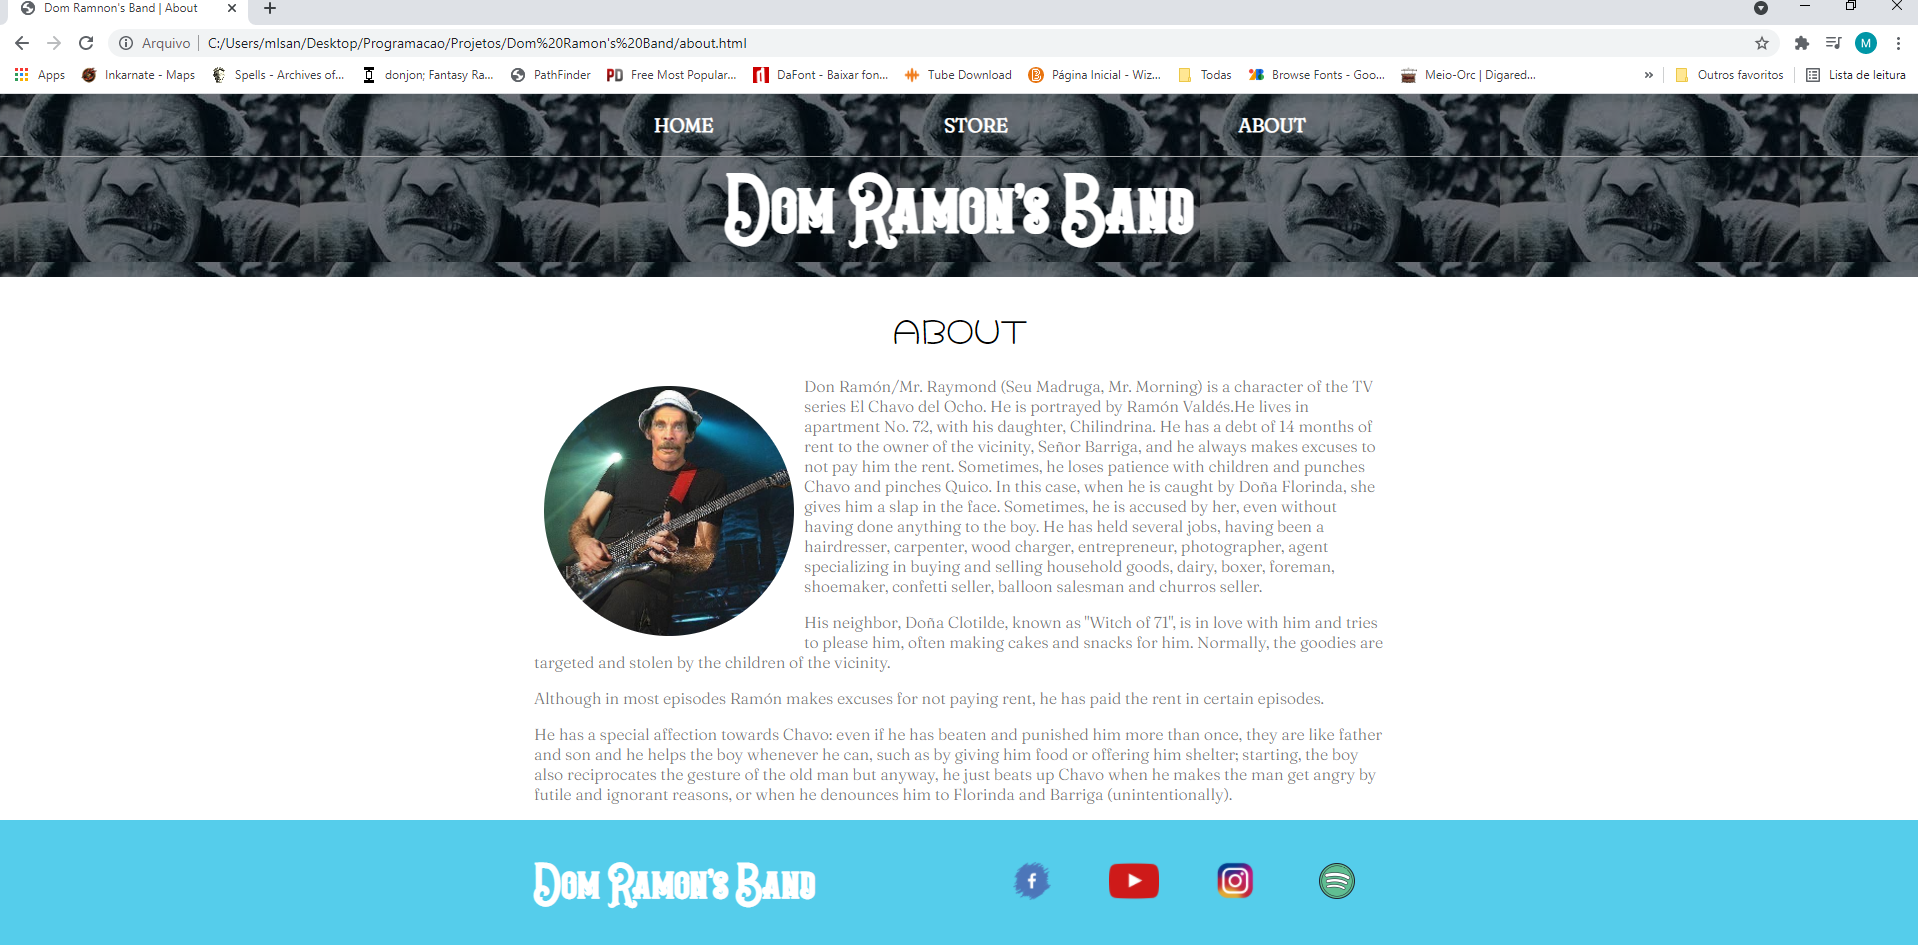 Dom Ramnon's Band | About
Arquivo | C:/Users/mlsan/Desktop/Programacao/Projetos/Dom%20Ramon's%20Band/about.html
M
Apps
Inkarnate - Maps
Spells - Archives of...
donjon; Fantasy Ra...
PathFinder
PD Free Most Popular...
DaFont - Baixar fon...
Tube Download
Página Inicial - Wiz...
Todas
Browse Fonts - Goo...
Meio-Orc | Digared...
»
Outros favoritos
Lista de leitura
HOME
STORE
ABOUT
Dom Ramon's Band
ABOUT
Don Ramón/Mr. Raymond (Seu Madruga, Mr. Morning) is a character of the TV
series El Chavo del Ocho. He is portrayed by Ramón Valdés.He lives in
apartment No. 72, with his daughter, Chilindrina. He has a debt of 14 months of
rent to the owner of the vicinity, Señor Barriga, and he always makes excuses to
not pay him the rent. Sometimes, he loses patience with children and punches
Chavo and pinches Quico. In this case, when he is caught by Doña Florinda, she
gives him a slap in the face. Sometimes, he is accused by her, even without
having done anything to the boy. He has held several jobs, having been a
hairdresser, carpenter, wood charger, entrepreneur, photographer, agent
specializing in buying and selling household goods, dairy, boxer, foreman,
shoemaker, confetti seller, balloon salesman and churros seller.
His neighbor, Doña Clotilde, known as "Witch of 71", is in love with him and tries
to please him, often making cakes and snacks for him. Normally, the goodies are
targeted and stolen by the children of the vicinity.
Although in most episodes Ramón makes excuses for not paying rent, he has paid the rent in certain episodes.
He has a special affection towards Chavo: even if he has beaten and punished him more than once, they are like father
and son and he helps the boy whenever he can, such as by giving him food or offering him shelter; starting, the boy
also reciprocates the gesture of the old man but anyway, he just beats up Chavo when he makes the man get angry by
futile and ignorant reasons, or when he denounces him to Florinda and Barriga (unintentionally).
Dom Ramon's Band